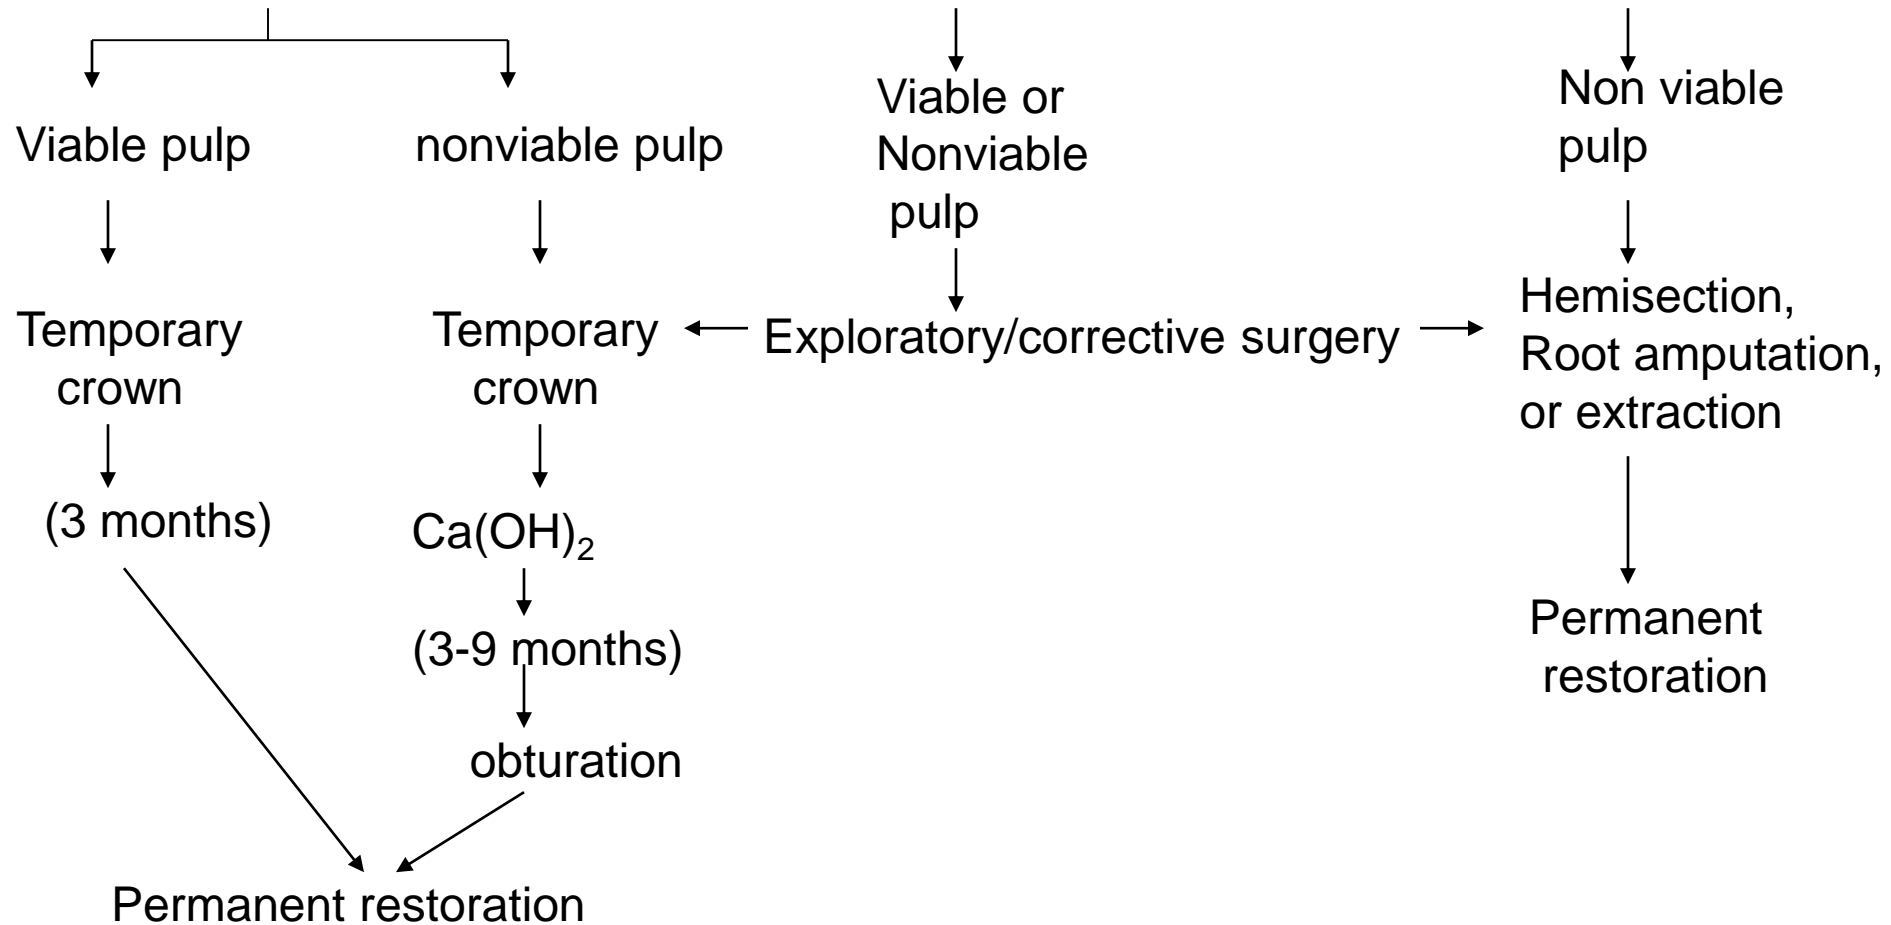 Viable pulp
nonviable pulp
Viable or
Nonviable
pulp
Non viable
pulp
Temporary
crown
Temporary
crown
Exploratory/corrective surgery
Hemisection,
Root amputation,
or extraction
(3 months)
Ca(OH)₂
(3-9 months)
obturation
Permanent
restoration
Permanent restoration